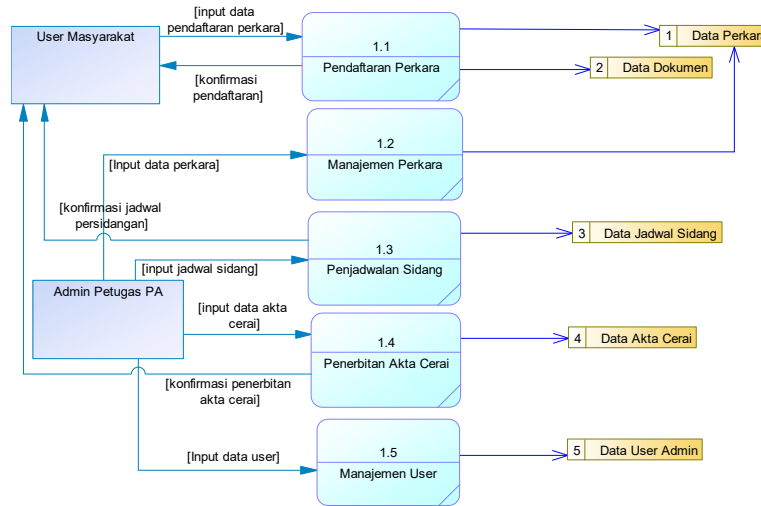 [input data
pendaftaran perkara]
User Masyarakat
1.1
Pendaftaran Perkara
1 Data Perkara
[konfirmasi
pendaftaran]
2 Data Dokumen
1.2
Manajemen Perkara
[Input data perkara]
[konfirmasi jadwal
persidangan]
1.3
Penjadwalan Sidang
3 Data Jadwal Sidang
[input jadwal sidang]
Admin Petugas PA
[input data akta
cerai]
1.4
Penerbitan Akta Cerai
4 Data Akta Cerai
[konfirmasi penerbitan
akta cerai]
1.5
Manajemen User
[Input data user]
5 Data User Admin